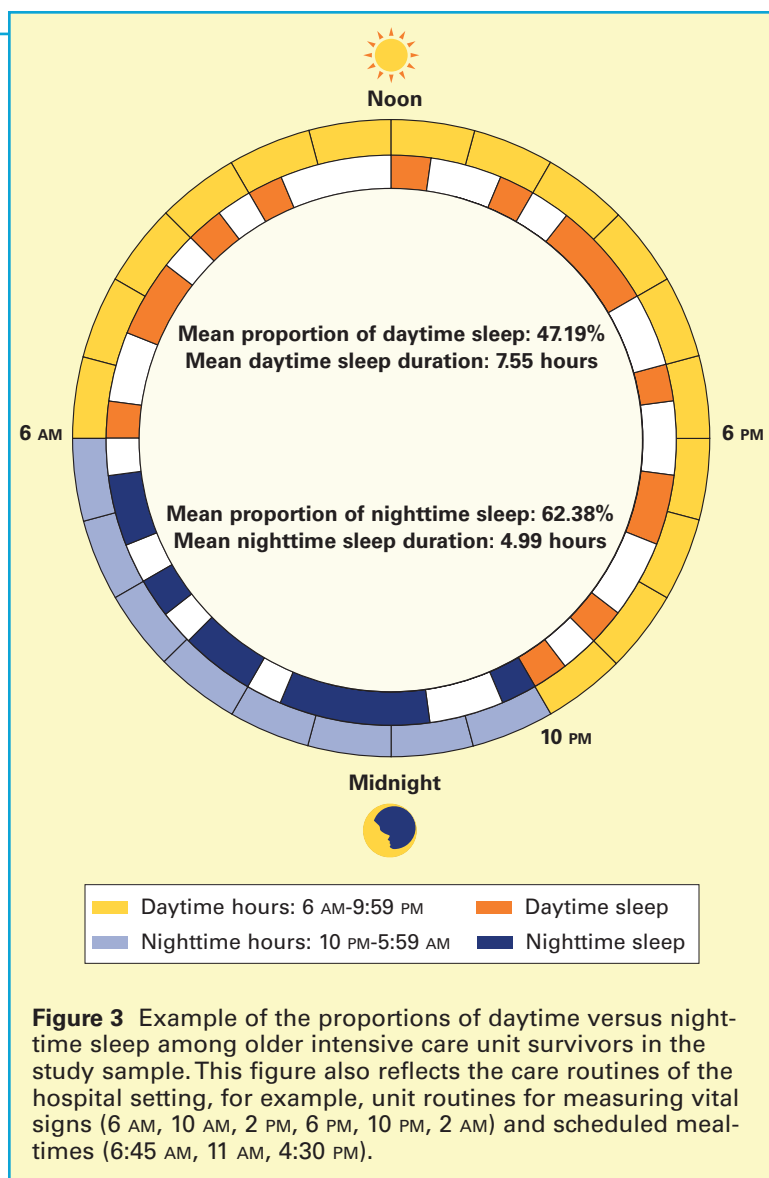 Noon
Mean proportion of daytime sleep: 47.19%
Mean daytime sleep duration: 7.55 hours
6 AM
6 PM
Mean proportion of nighttime sleep: 62.38%
Mean nighttime sleep duration: 4.99 hours
10 PM
Midnight
Daytime hours: 6 AM-9:59 PM
Daytime sleep
Nighttime hours: 10 PM-5:59 AM
Nighttime sleep
Figure 3 Example of the proportions of daytime versus night-
time sleep among older intensive care unit survivors in the
study sample. This figure also reflects the care routines of the
hospital setting, for example, unit routines for measuring vital
signs (6 AM, 10 AM, 2 PM, 6 PM, 10 PM, 2 AM) and scheduled meal-
times (6:45 AM, 11 AM, 4:30 PM).